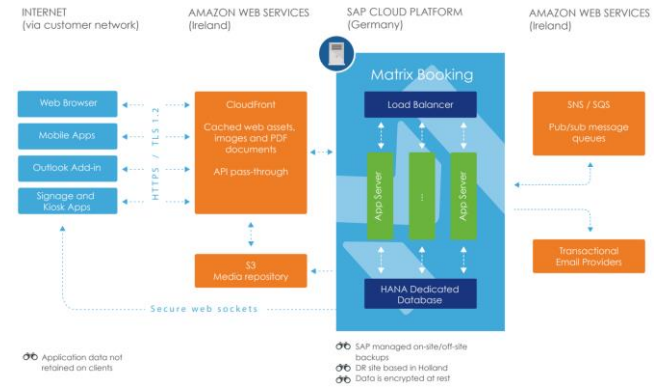 INTERNET
(via customer network)
AMAZON WEB SERVICES
(Ireland)
SAP CLOUD PLATFORM
(Germany)
AMAZON WEB SERVICES
(Ireland)
Web Browser
Mobile Apps
Outlook Add-in
Signage and
Kiosk Apps
HTTPS / TLS 1.2
CloudFront
Cached web assets,
images and PDF
documents
API pass-through
S3
Media repository
Secure web sockets
Matrix Booking
Load Balancer
App Server
...
App Server
HANA Dedicated
Database
SNS / SQS
Pub/sub message
queues
Transactional
Email Providers
Application data not
retained on clients
SAP managed on-site/off-site
backups
DR site based in Holland
Data is encrypted at rest